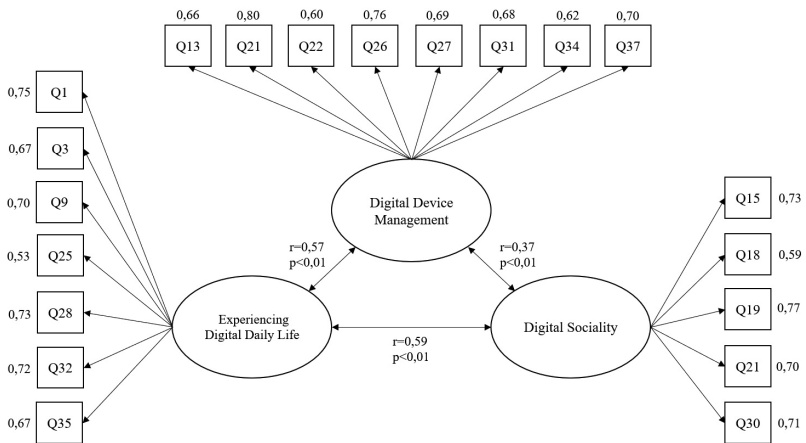 0,66 0,80 0,60 0,76 0,69 0,68 0,62 0,70
Q13 Q21 Q22 Q26 Q27 Q31 Q34 Q37
0,75 Q1
0,67 Q3
0,70 Q9
0,53 Q25
0,73 Q28
0,72 Q32
0,67 Q35
Digital Device
Management
r=0,57
p<0,01
r=0,37
p<0,01
Experiencing
Digital Daily Life
r=0,59
p<0,01
Digital Sociality
Q15 0,73
Q18 0,59
Q19 0,77
Q21 0,70
Q30 0,71